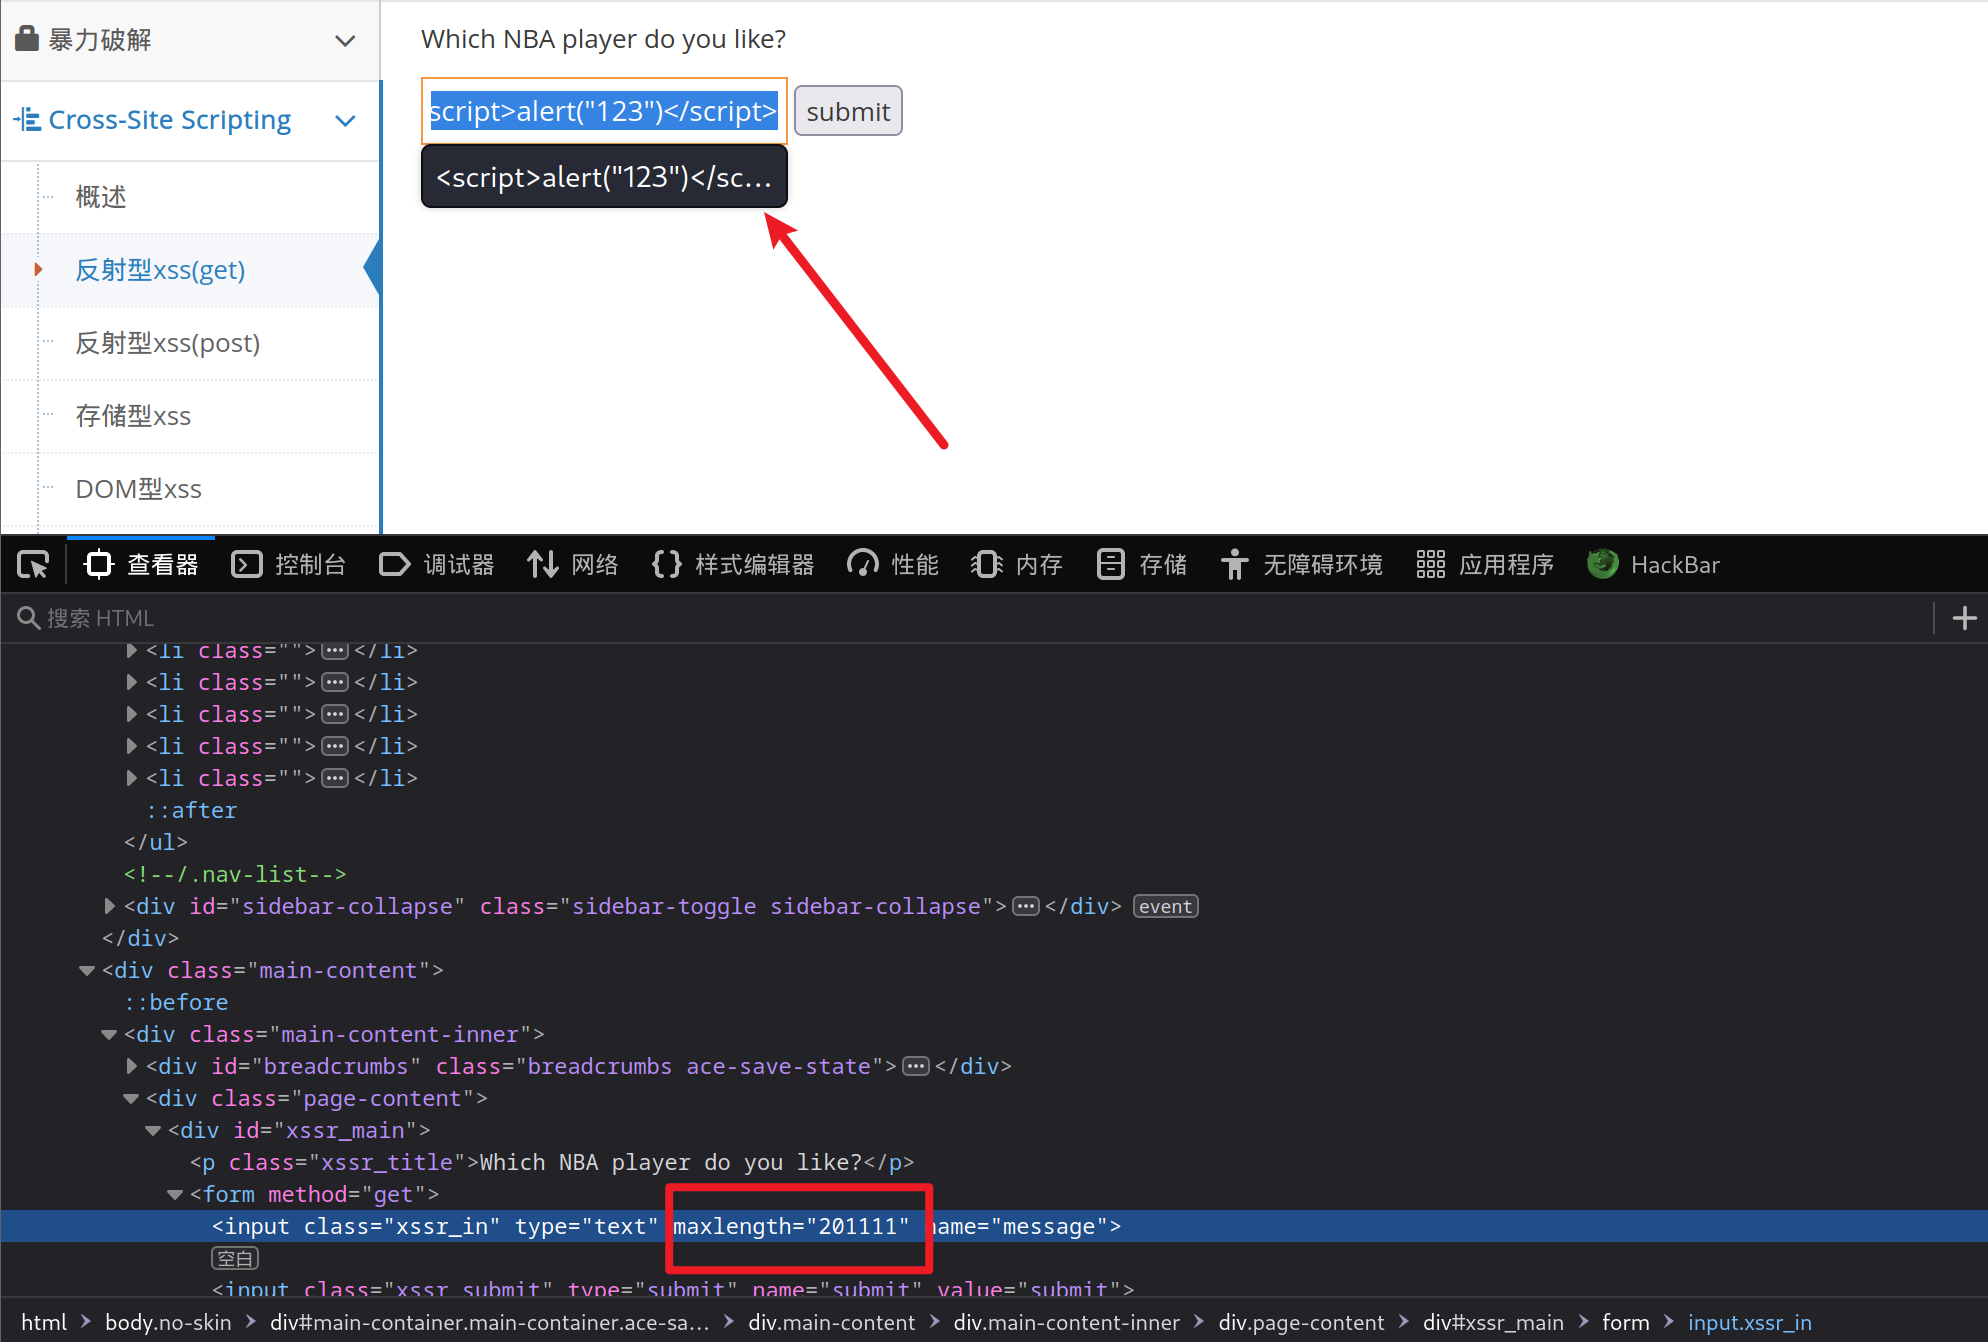 暴力破解
Cross-Site Scripting
概述
反射型xss(get)
反射型xss(post)
存储型xss
DOM型xss
Which NBA player do you like?
script>alert("123")</script>
submit
<script>alert("123")</sc...
查看器 控制台 调试器 网络 样式编辑器 性能 内存 存储 无障碍环境 应用程序 HackBar
搜索 HTML
<li class="">···</li>
<li class="">···</li>
<li class="">···</li>
<li class="">···</li>
<li class="">···</li>
::after
</ul>
<!--/.nav-list-->
<div id="sidebar-collapse" class="sidebar-toggle sidebar-collapse">···</div> event
</div>
<div class="main-content">
::before
<div class="main-content-inner">
<div id="breadcrumbs" class="breadcrumbs ace-save-state">···</div>
<div class="page-content">
<div id="xssr_main">
<p class="xssr_title">Which NBA player do you like?</p>
<form method="get">
<input class="xssr_in" type="text" maxlength="201111" name="message">
空白
<input class="xssr_submit" type="submit" name="submit" value="submit">
html > body.no-skin > div#main-container.main-container.ace-sa... > div.main-content > div.main-content-inner > div.page-content > div#xssr_main > form > input.xssr_in